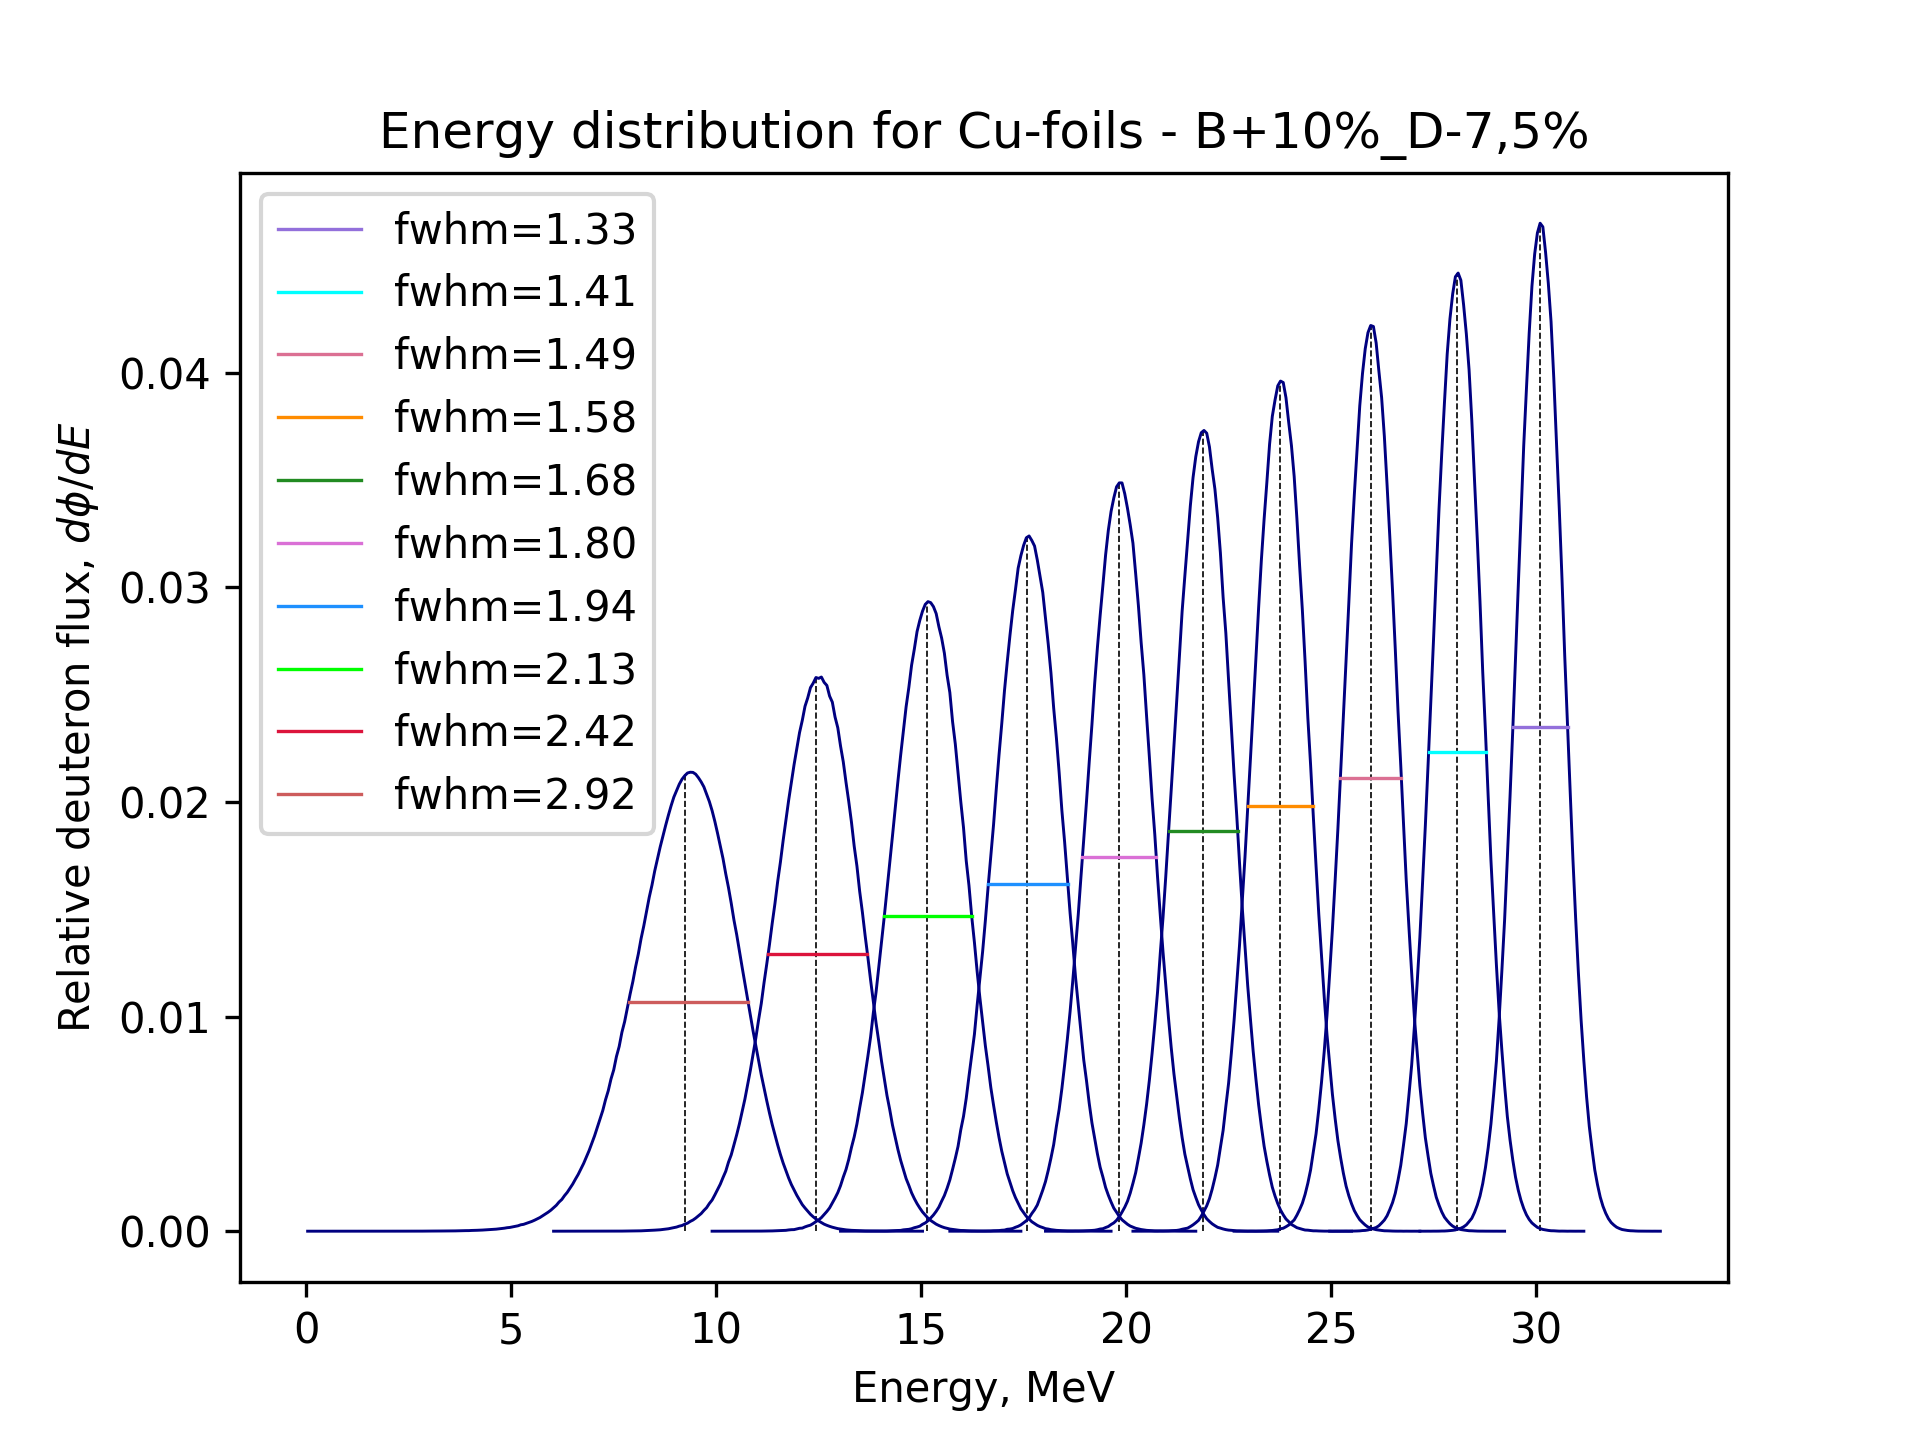 Energy distribution for Cu-foils - B+10%_D-7,5%
fwhm=1.33
fwhm=1.41
fwhm=1.49
fwhm=1.58
fwhm=1.68
fwhm=1.80
fwhm=1.94
fwhm=2.13
fwhm=2.42
fwhm=2.92
Relative deuteron flux, dϕ/dE
0.04
0.03
0.02
0.01
0.00
0 5 10 15 20 25 30
Energy, MeV